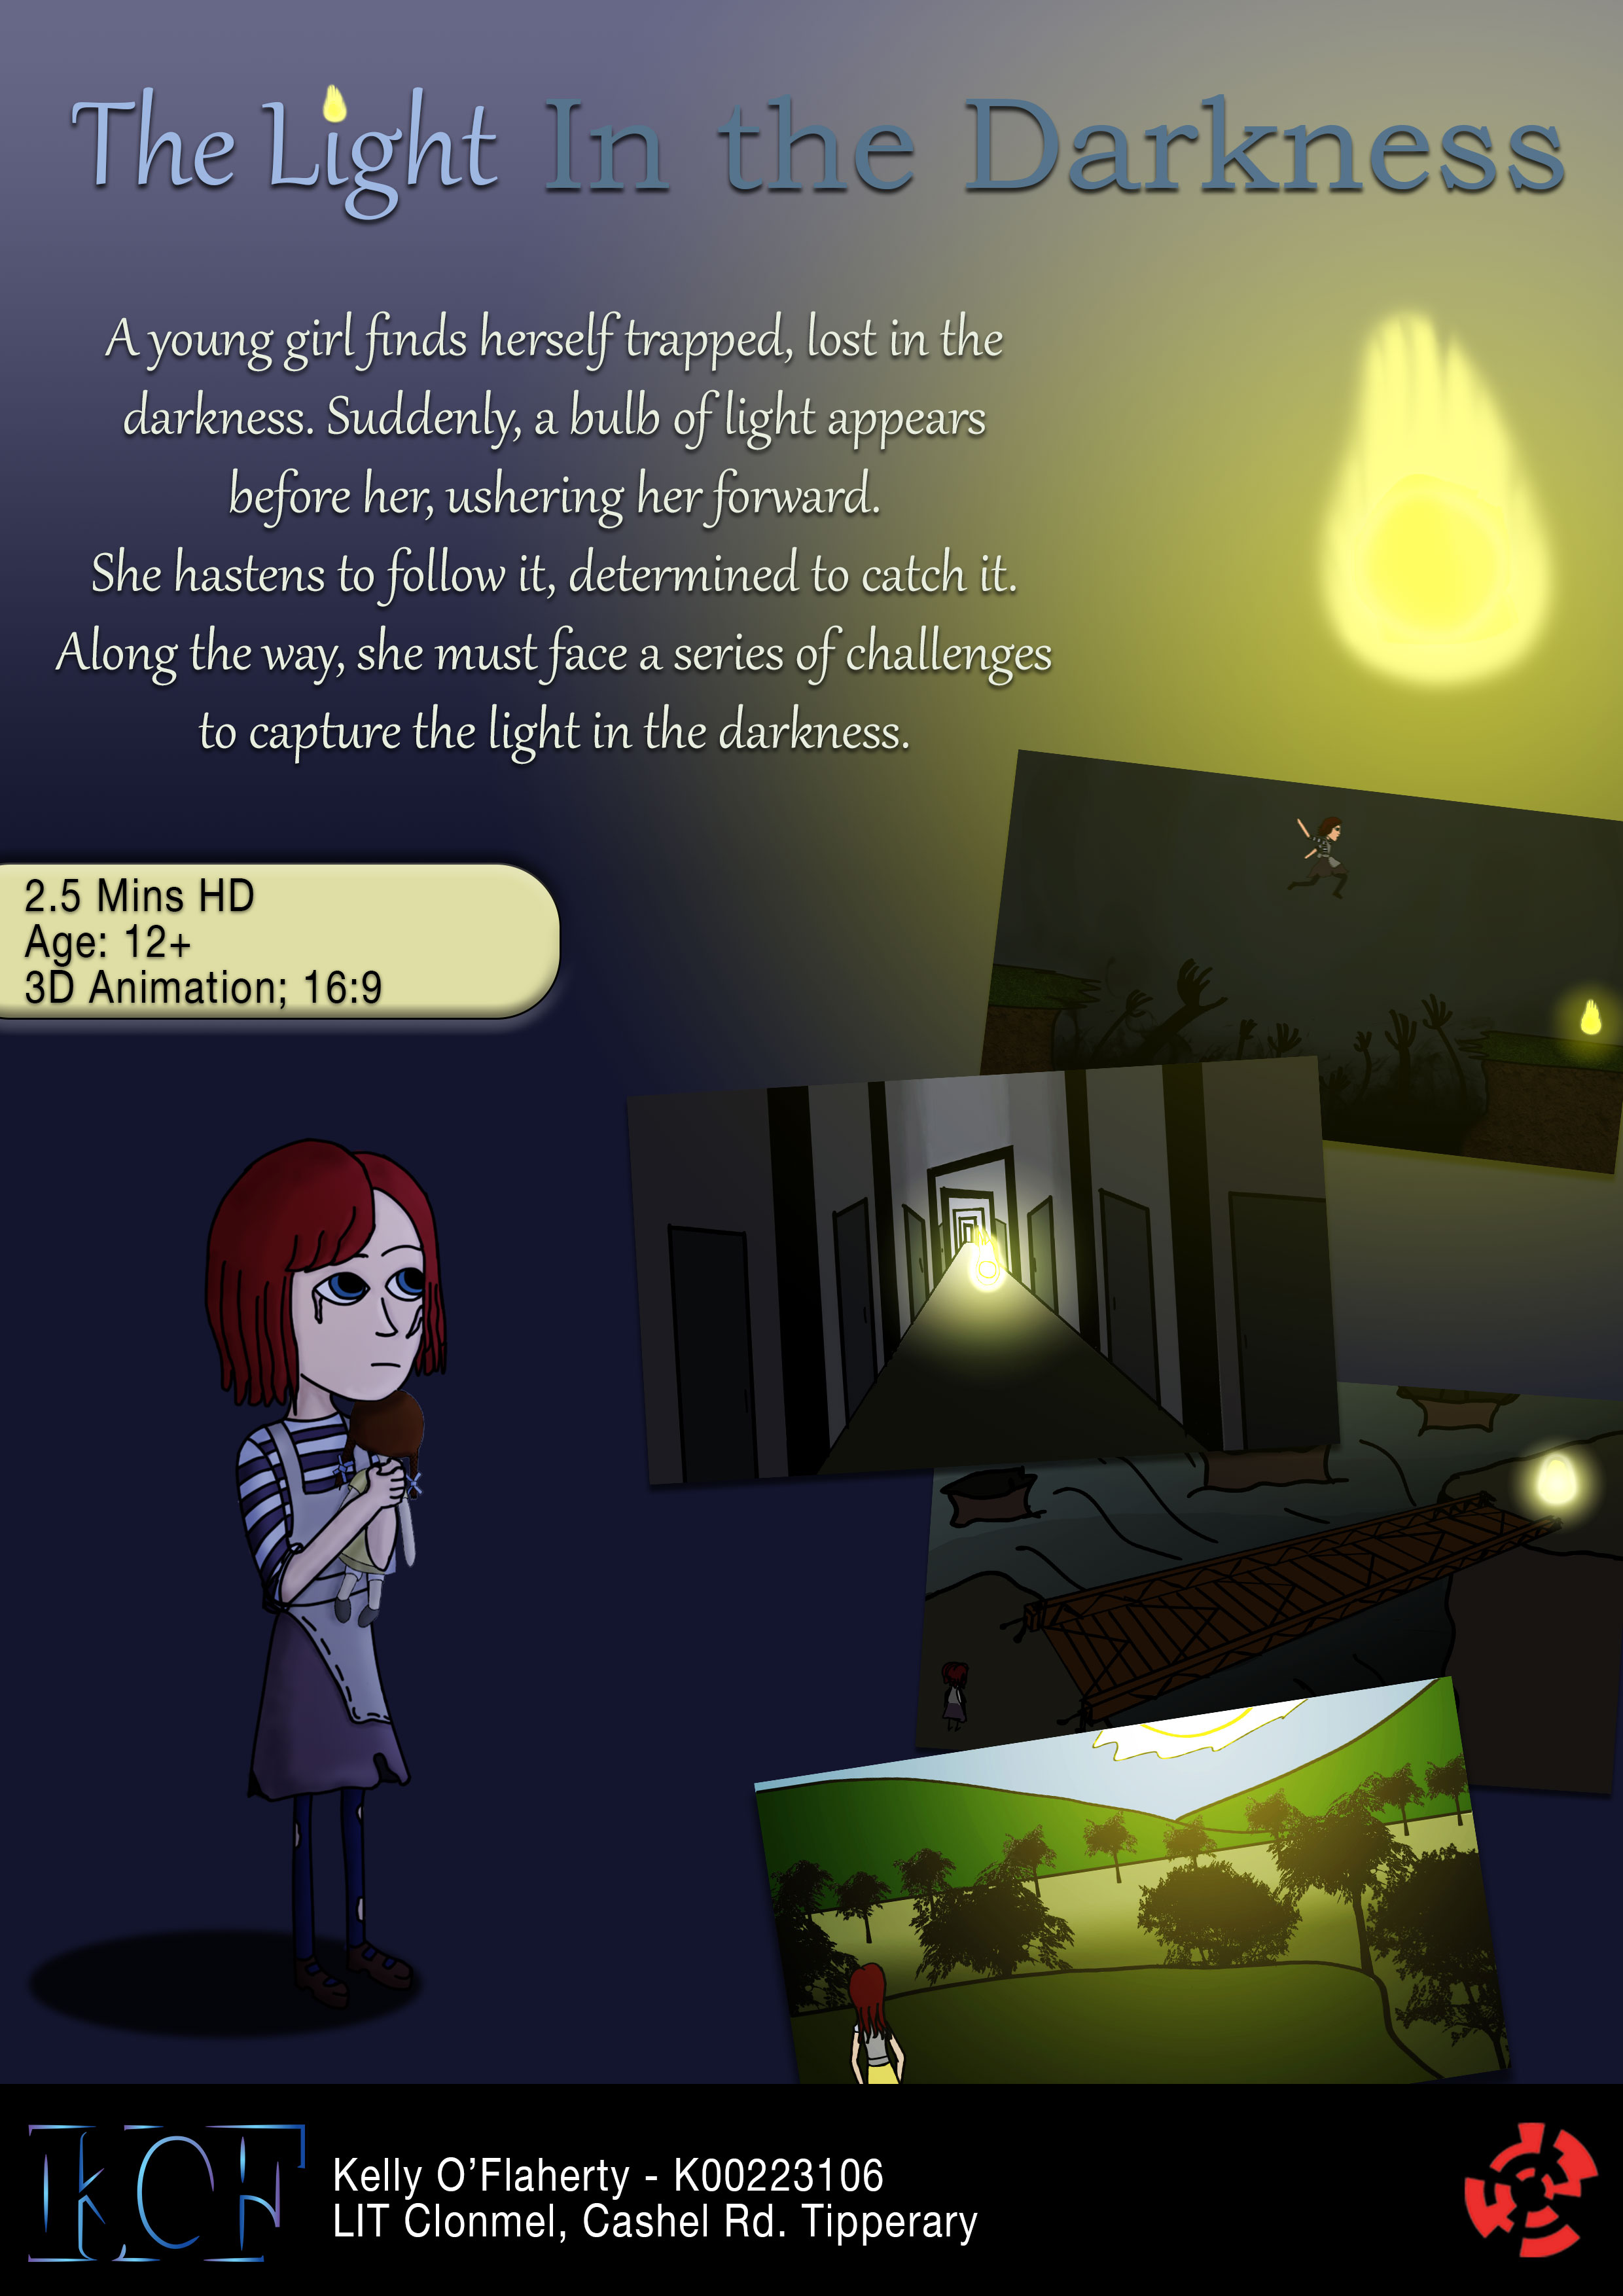 The Light In the Darkness
A young girl finds herself trapped, lost in the
darkness. Suddenly, a bulb of light appears
before her, ushering her forward.
She hastens to follow it, determined to catch it.
Along the way, she must face a series of challenges
to capture the light in the darkness.
2.5 Mins HD
Age: 12+
3D Animation; 16:9
KOF
Kelly O'Flaherty - K00223106
LIT Clonmel, Cashel Rd. Tipperary